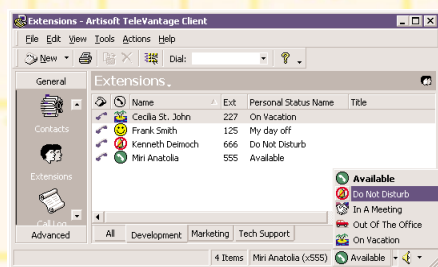 Extensions - Artisoft TeleVantage Client
File Edit View Tools Actions Help
New Dial:
General Extensions
Name Ext Personal Status Name Title
Cecilia St. John 227 On Vacation
Frank Smith 125 My day off
Kenneth Deimoch 666 Do Not Disturb
Miri Anatolia 555 Available
Contacts
Extensions
Call Log
Advanced
All Development Marketing Tech Support
Available
Do Not Disturb
In A Meeting
Out Of The Office
On Vacation
4 Items Miri Anatolia (x555) Available